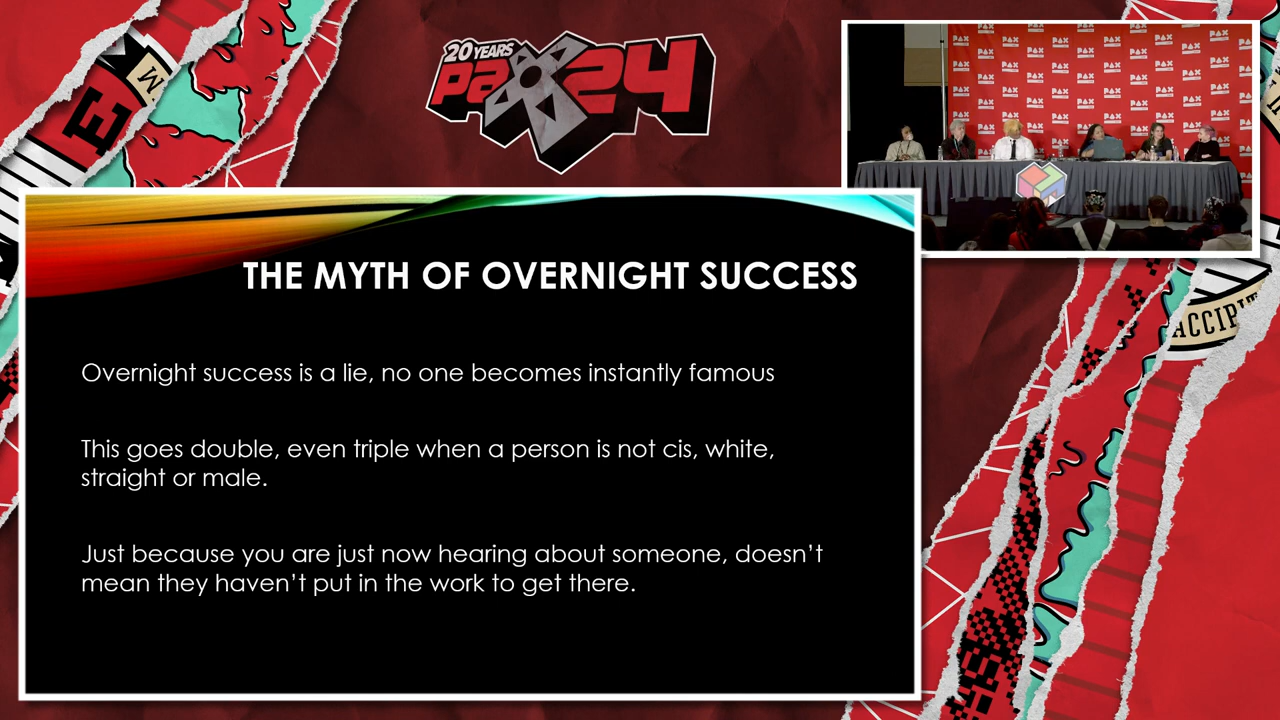 20 YEARS
PAX 24
THE MYTH OF OVERNIGHT SUCCESS
Overnight success is a lie, no one becomes instantly famous
This goes double, even triple when a person is not cis, white,
straight or male.
Just because you are just now hearing about someone, doesn’t
mean they haven’t put in the work to get there.
PAX